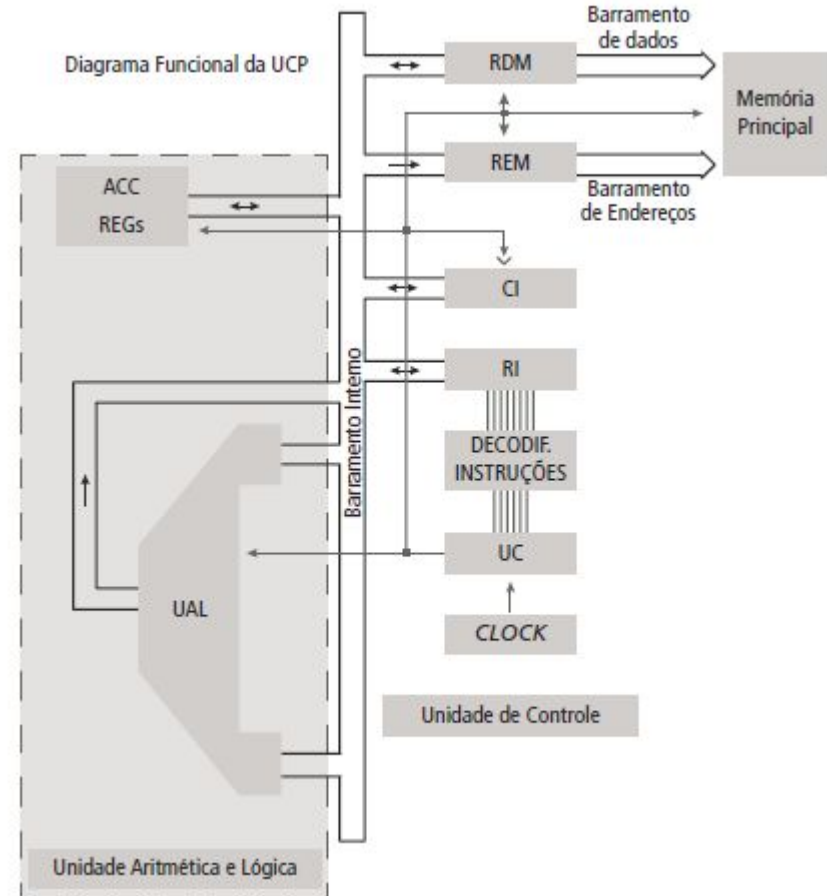 Diagrama Funcional da UCP
Barramento
de dados
RDM
Memória
Principal
REM
Barramento
de Endereços
ACC
REGs
CI
RI
Barramento Interno
DECODIF.
INSTRUÇÕES
UC
UAL
CLOCK
Unidade de Controle
Unidade Aritmética e Lógica